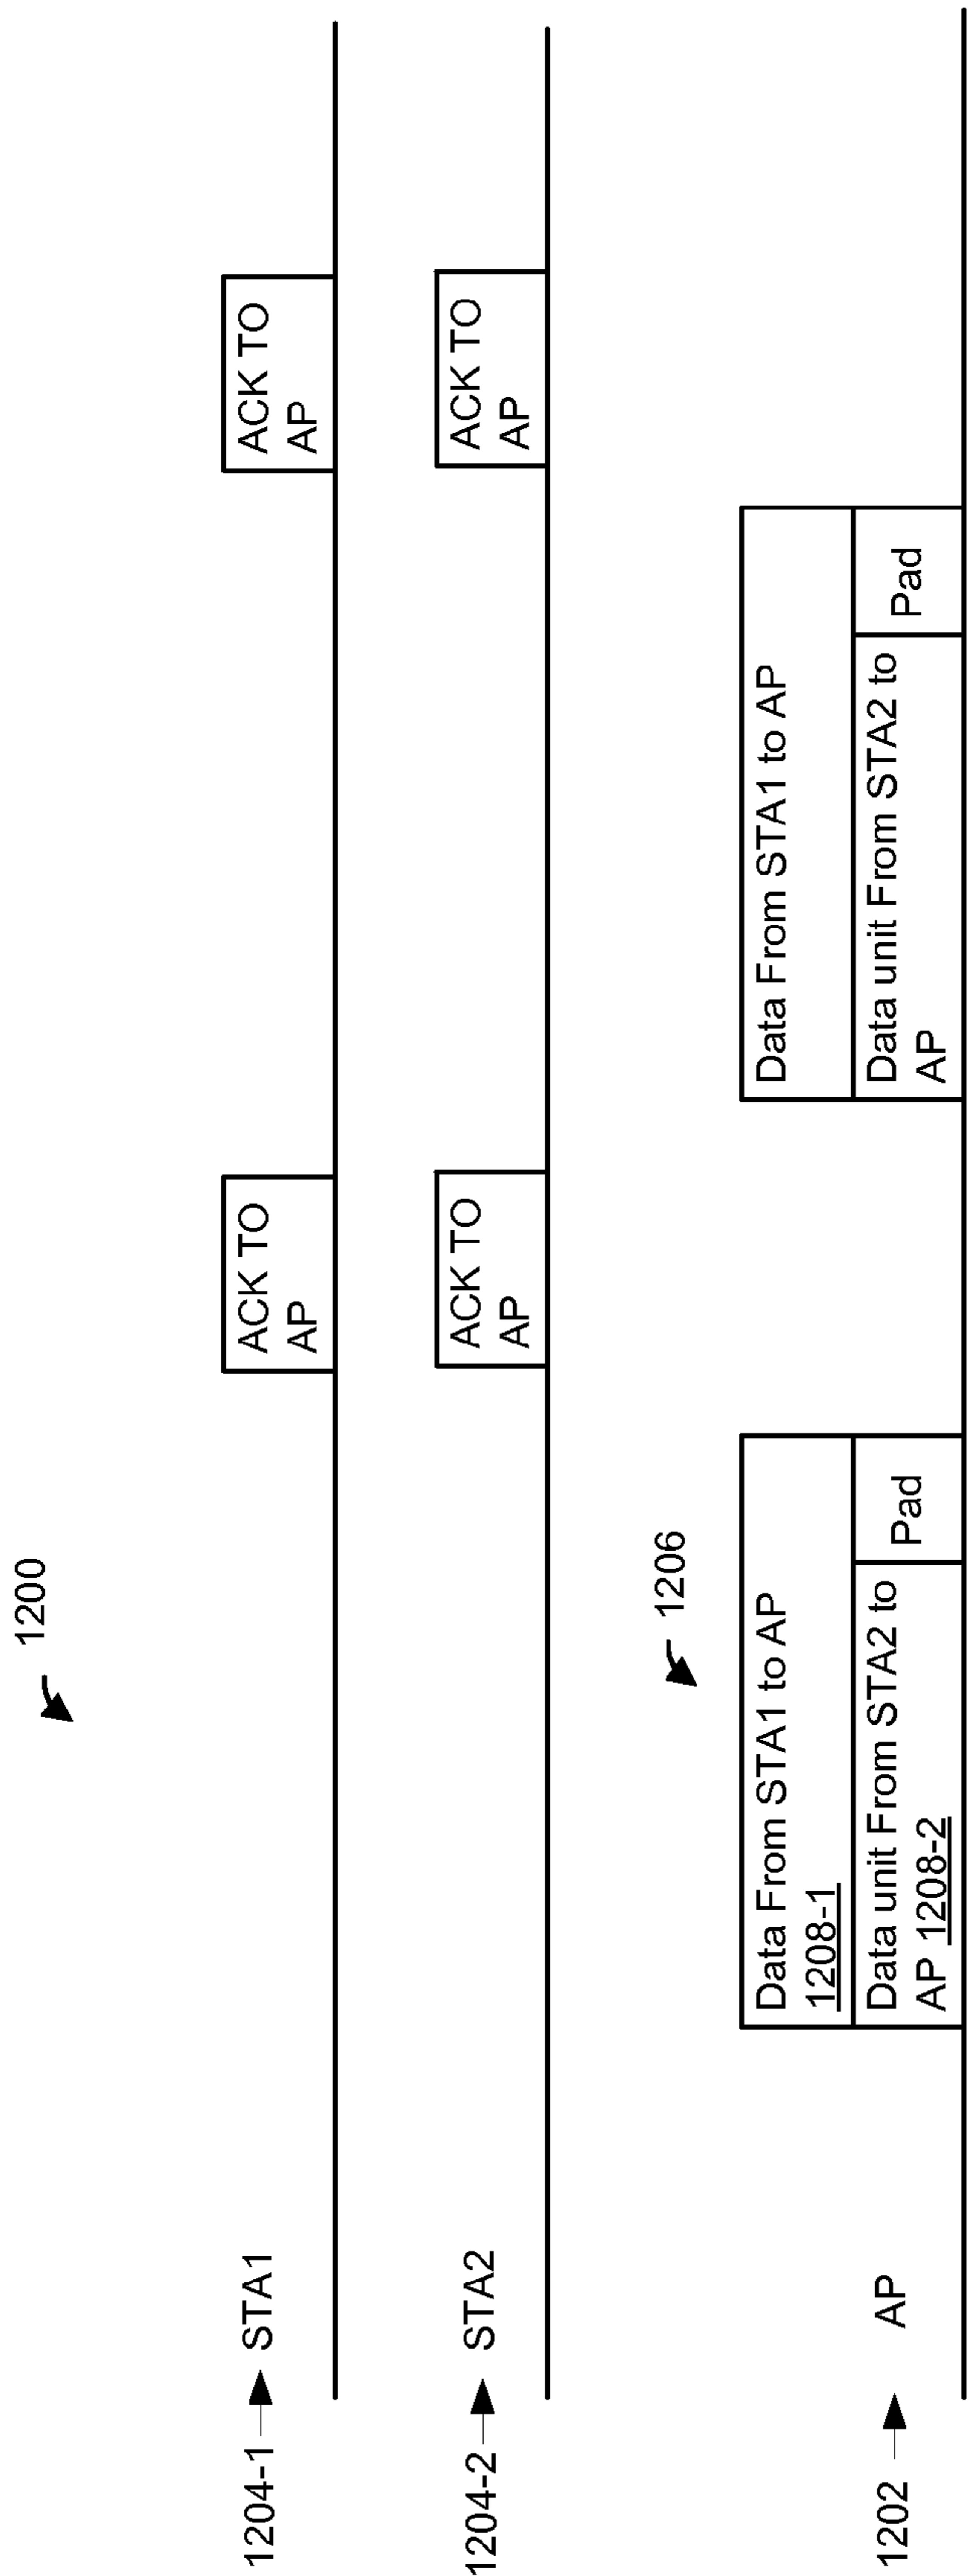 1200
1204-1
STA1
ACK TO
AP
ACK TO
AP
1204-2
STA2
ACK TO
AP
ACK TO
AP
1206
1202
AP
Data From STA1 to AP
1208-1
Data unit From STA2 to
AP 1208-2
Pad
Data From STA1 to AP
Data unit From STA2 to
AP
Pad